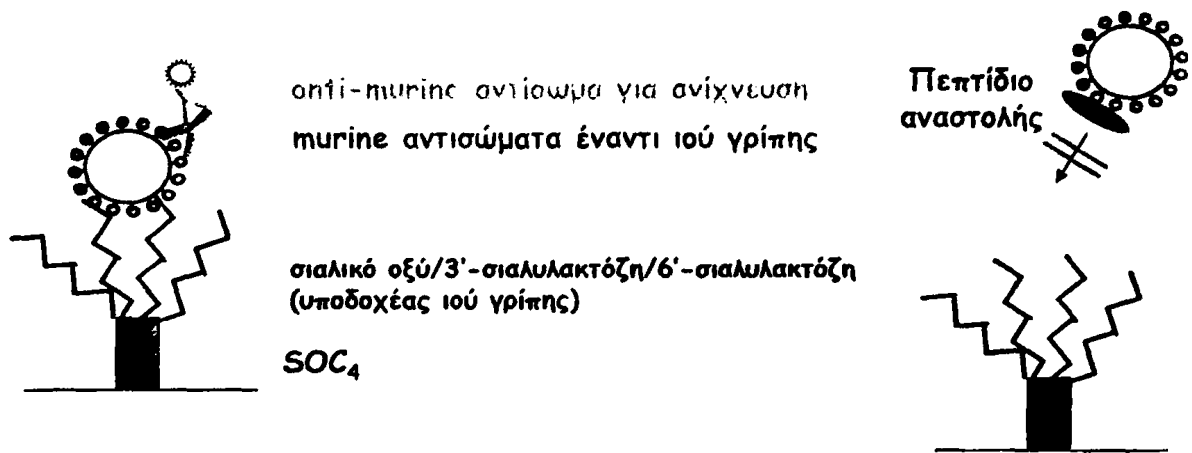 anti-murine αντίσωμα για ανίχνευση
murine αντισώματα έναντι ιού γρίπης
σιαλικό οξύ/3'-σιαλυλακτόζη/6'-σιαλυλακτόζη
(υποδοχέας ιού γρίπης)
SOC₄
Πεπτίδιο
αναστολής